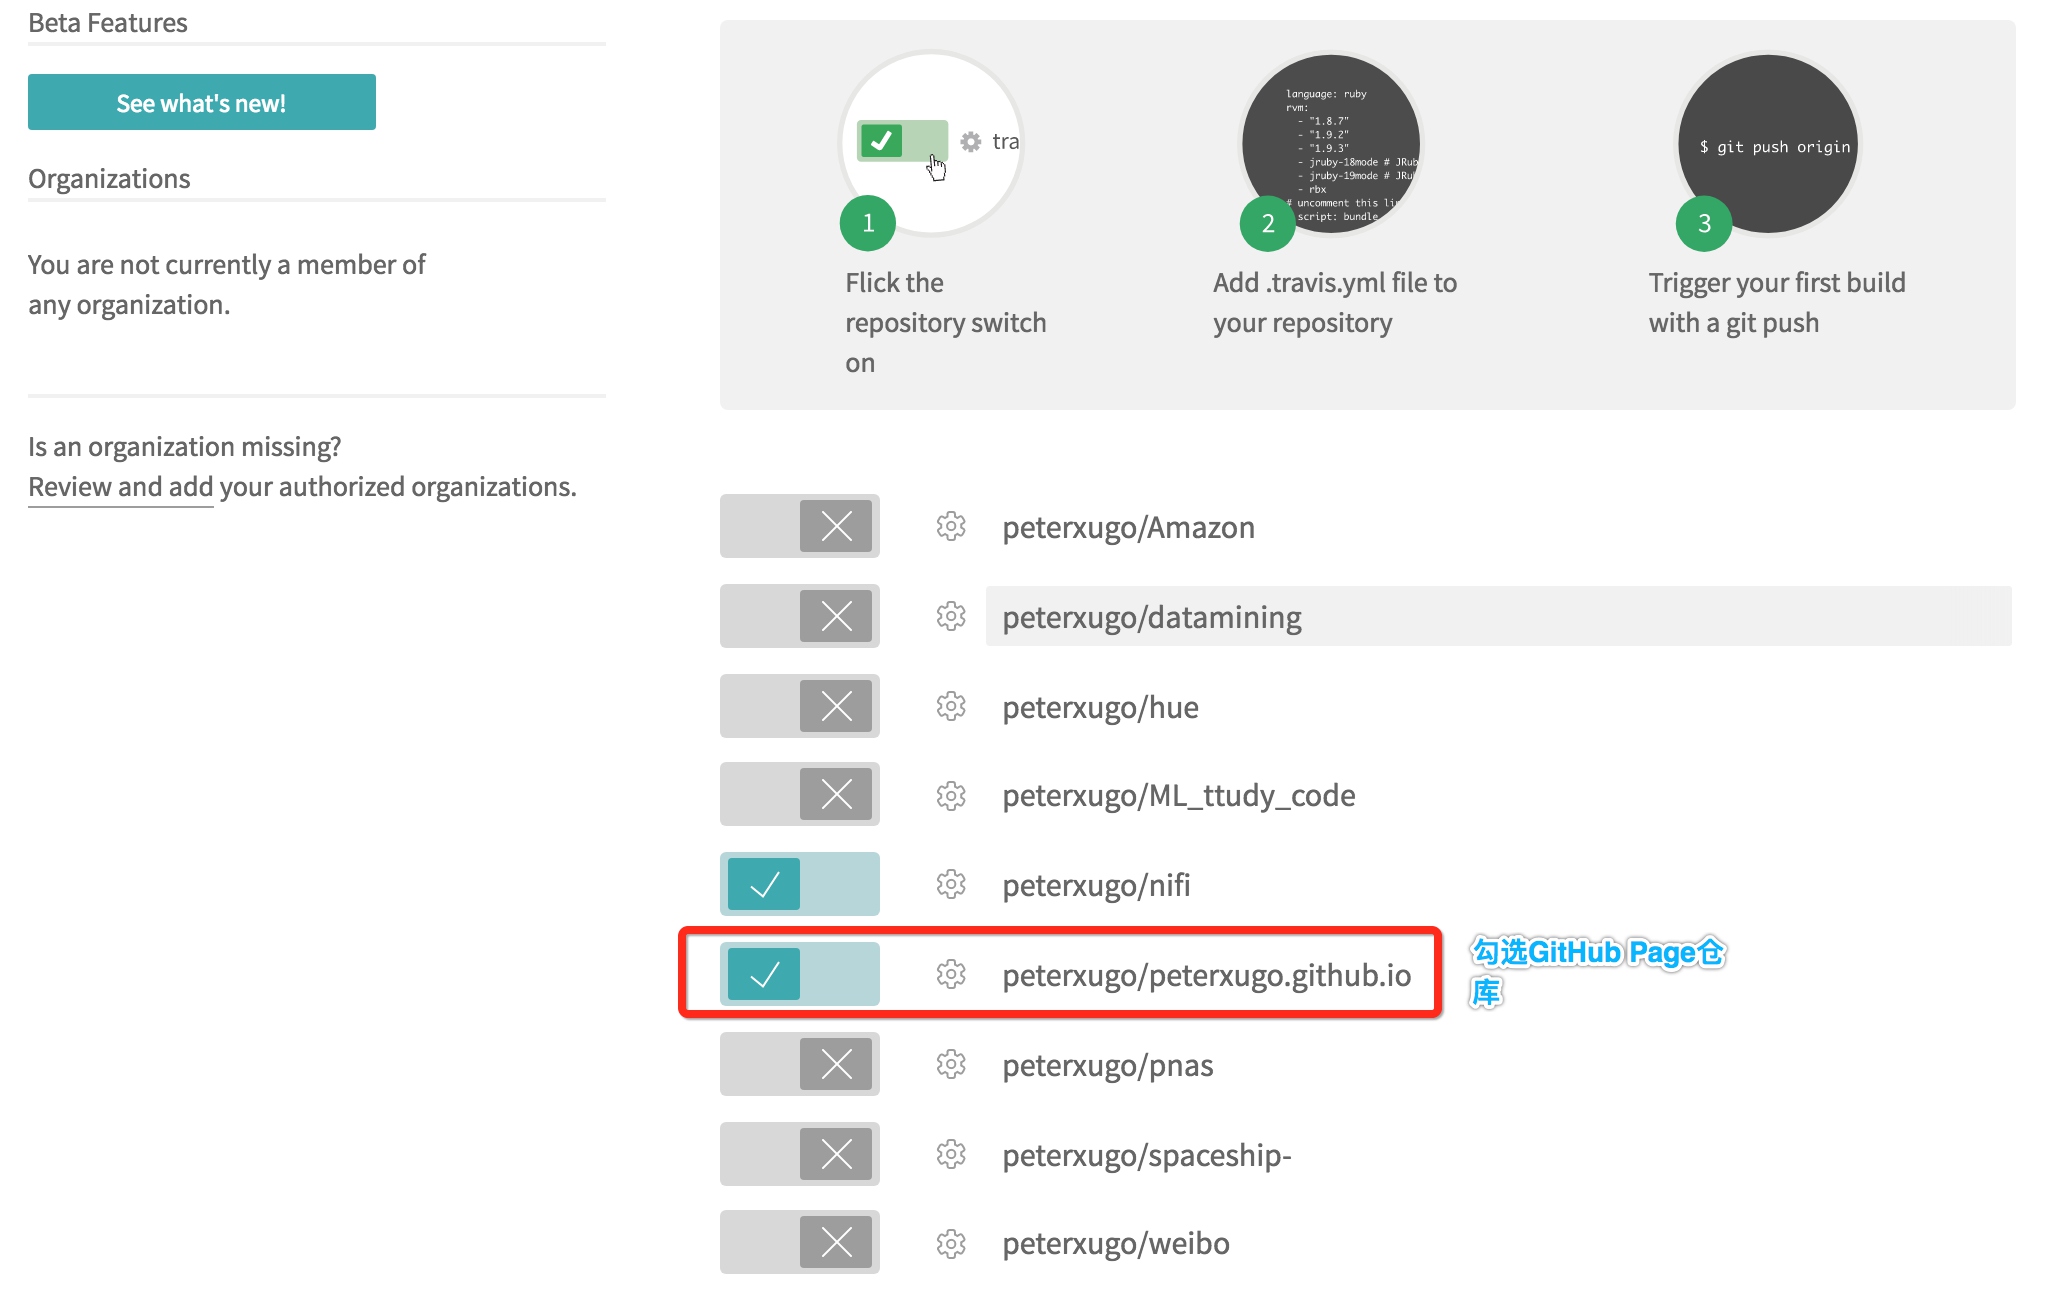 Beta Features
See what's new!
Organizations
You are not currently a member of
any organization.
Is an organization missing?
Review and add your authorized organizations.
tra
1
Flick the
repository switch
on
language: ruby
rvm:
- "1.8.7"
- "1.9.2"
- "1.9.3"
- jruby-18mode # JRub
- jruby-19mode # JRub
- rbx
# uncomment this li
script: bundle
2
Add .travis.yml file to
your repository
$ git push origin
3
Trigger your first build
with a git push
peterxugo/Amazon
peterxugo/datamining
peterxugo/hue
peterxugo/ML_ttudy_code
peterxugo/nifi
peterxugo/peterxugo.github.io
勾选GitHub Page仓
库
peterxugo/pnas
peterxugo/spaceship-
peterxugo/weibo